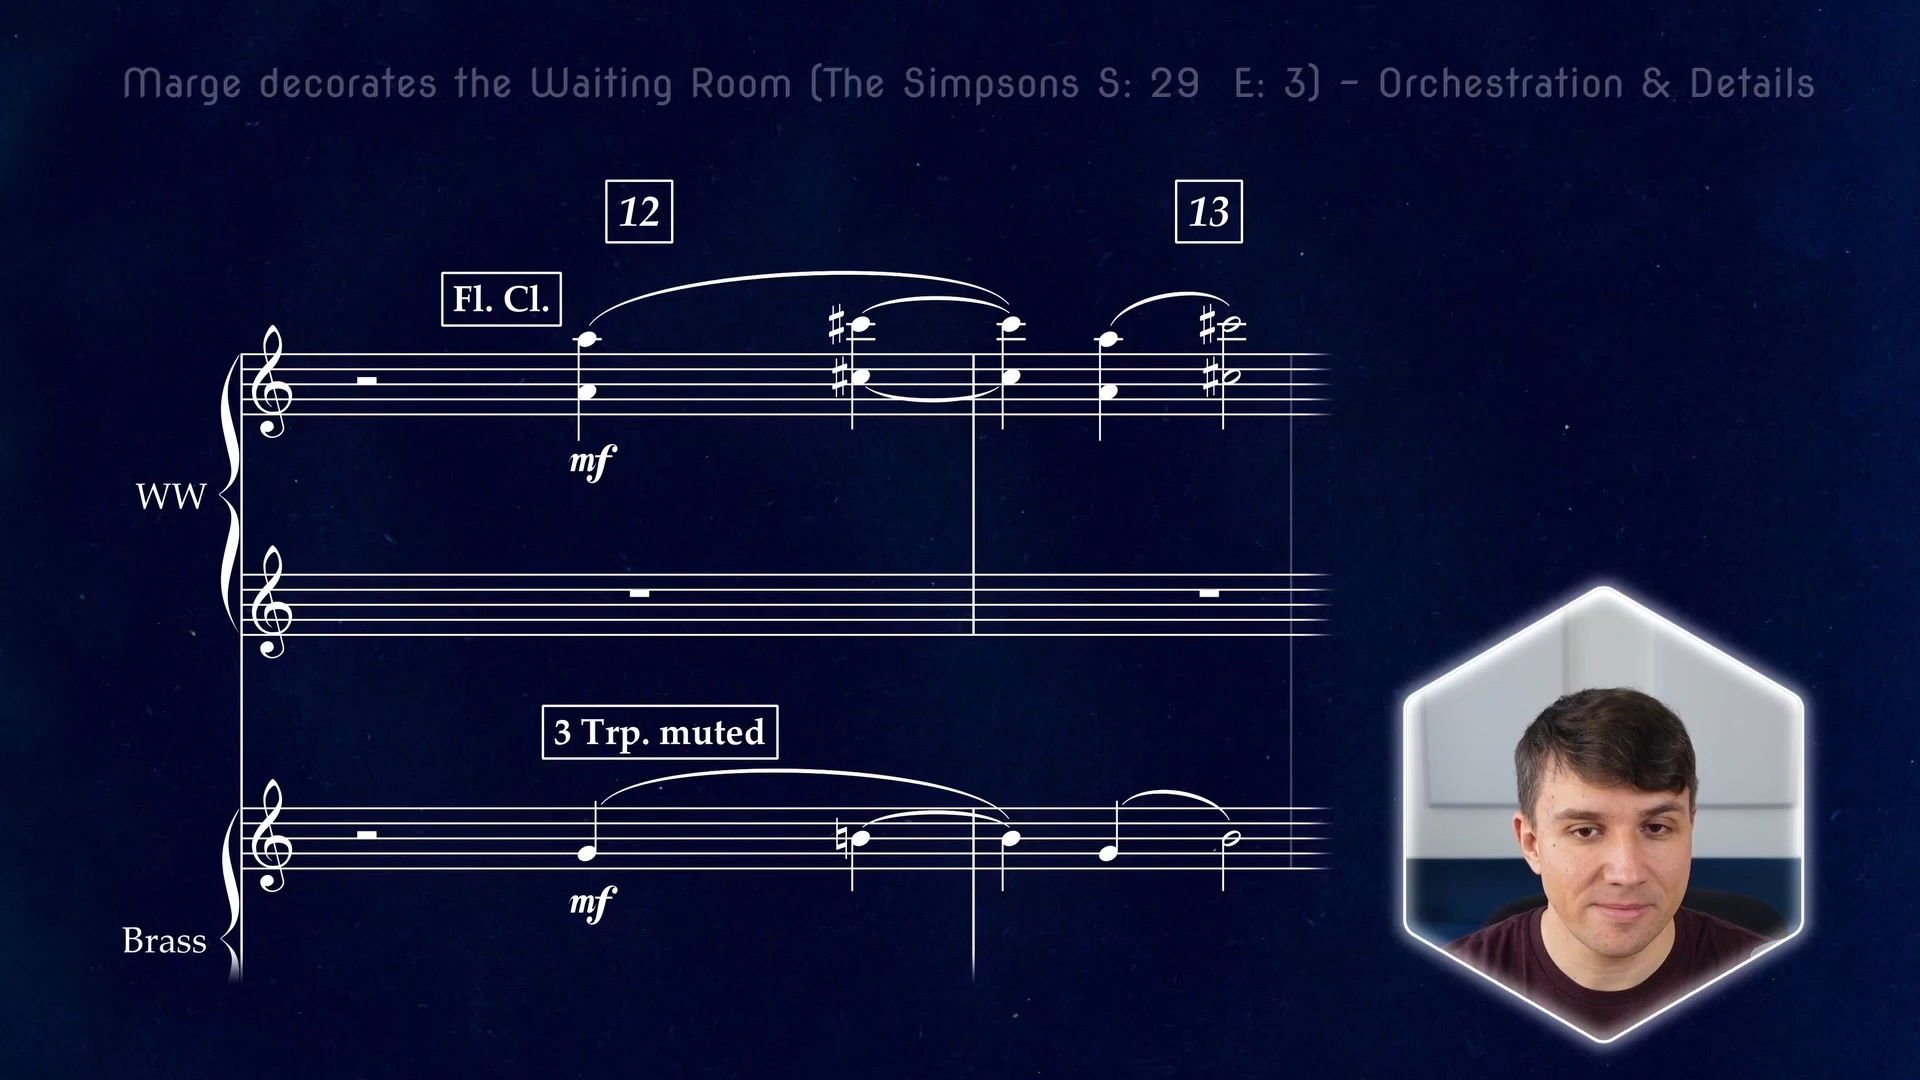 Marge decorates the Waiting Room (The Simpsons S: 29 E: 3) - Orchestration & Details
12
13
Fl. Cl.
mf
WW
3 Trp. muted
mf
Brass